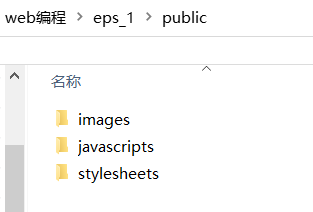 web编程 > eps_1 > public
名称
images
javascripts
stylesheets